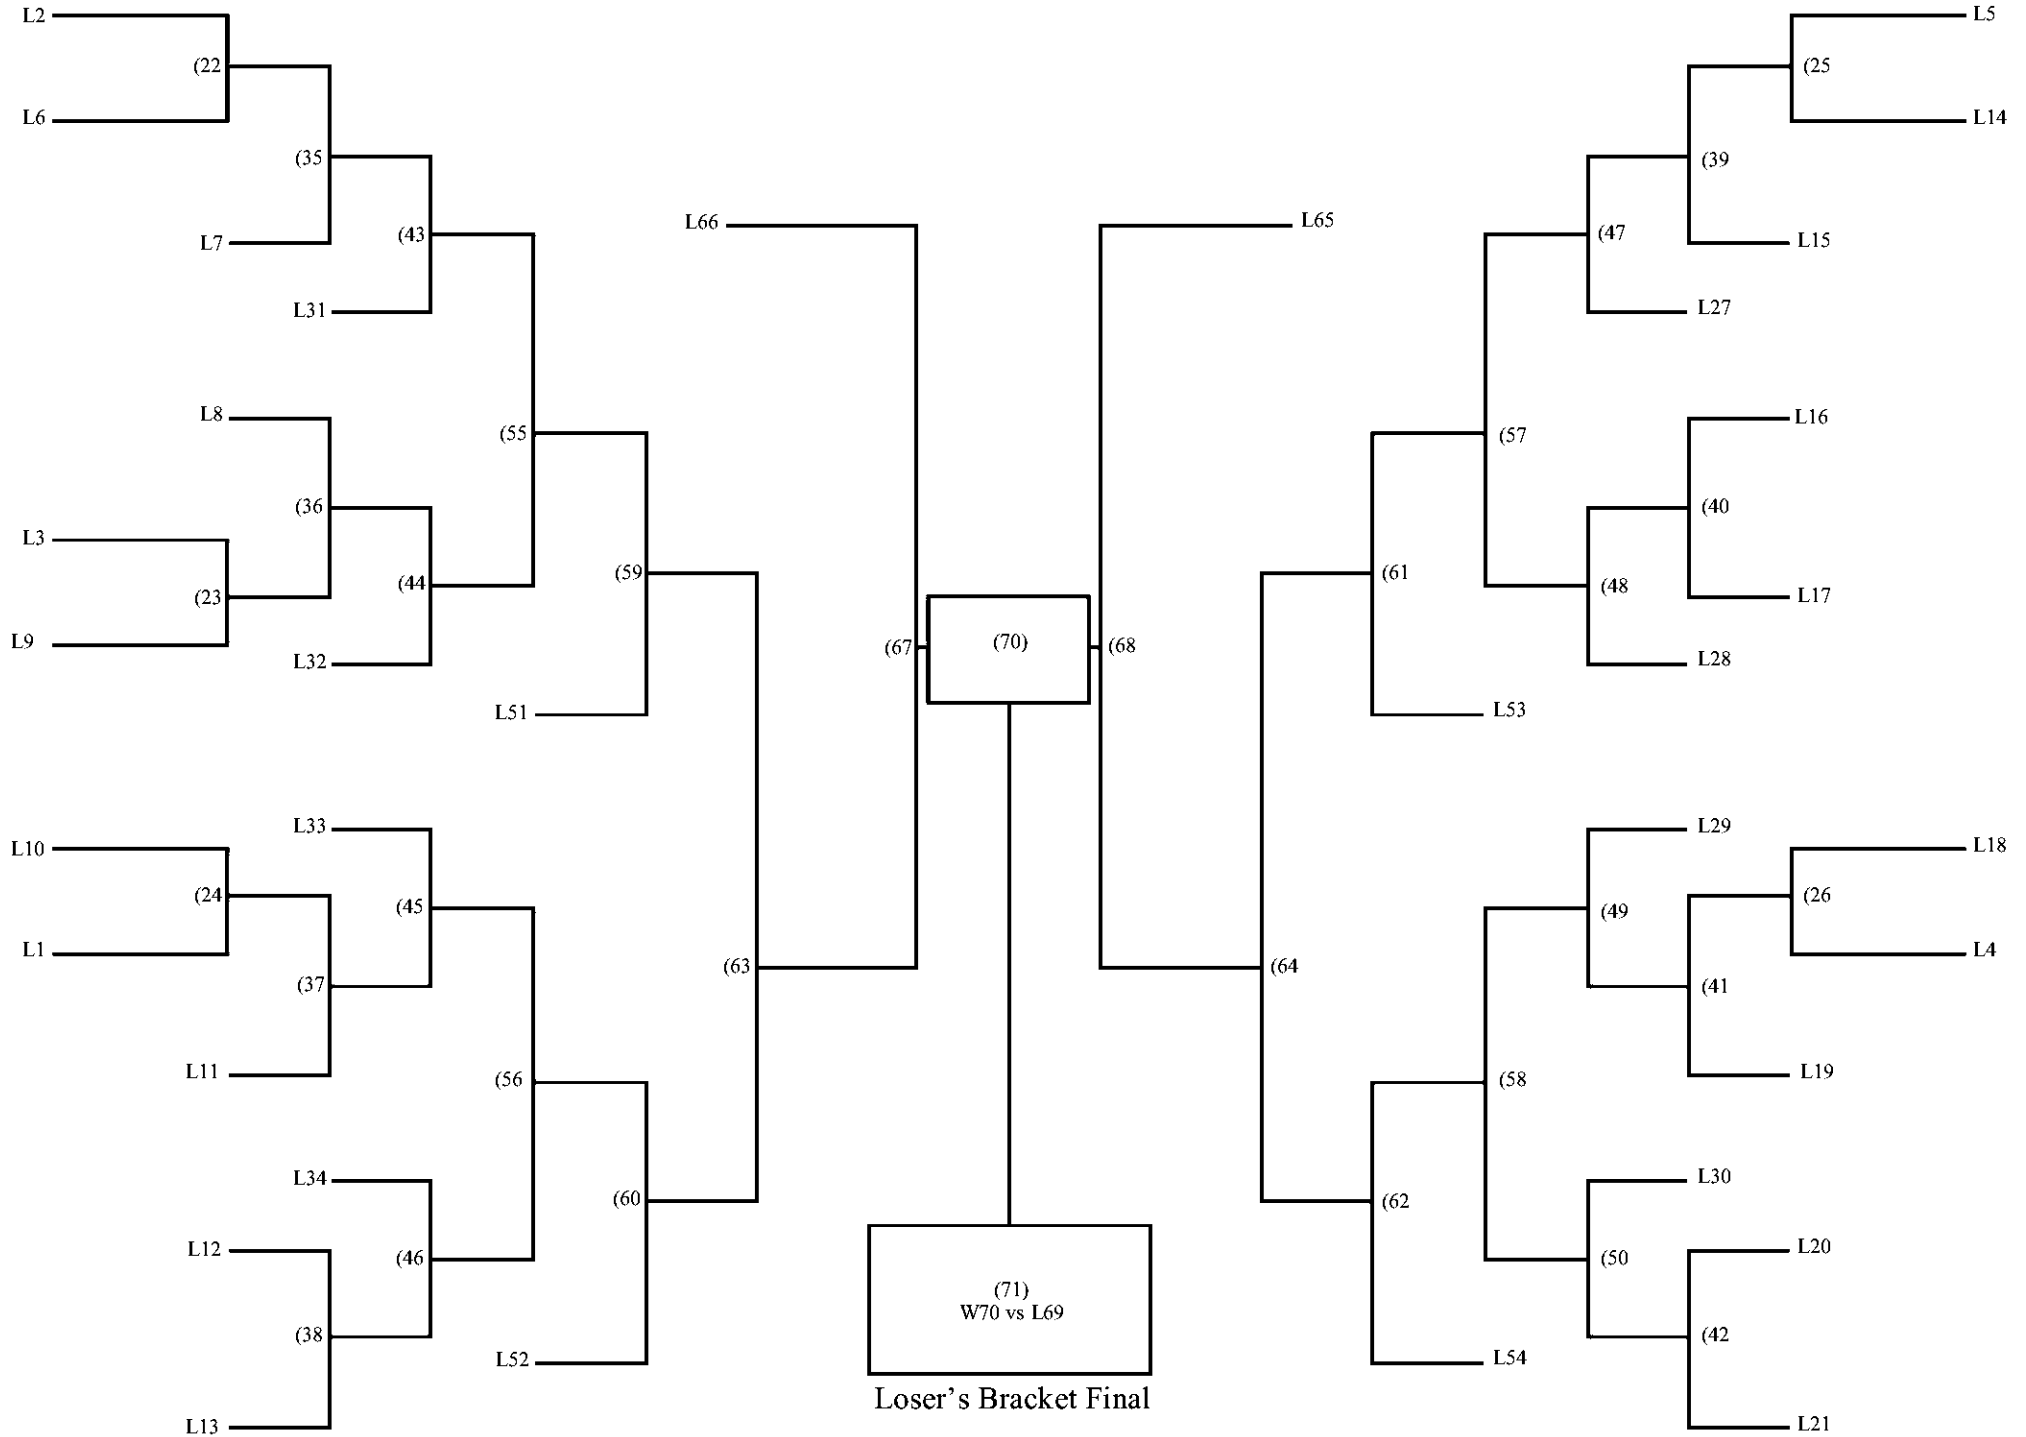 L2
L5
(22
(25
L6
L14
(35
(39
L66
L65
L7
(43
(47
L15
L31
L27
L8
L16
(55
(57
(36
(40
L3
(23
(44
(59
(61
(48
L17
L9
(67
(70)
(68
L32
L28
L51
L53
L33
L29
L10
L18
(24
(45
(49
(26
L1
L4
(63
(64
(37
(41
L11
L19
(56
(58
L34
L30
(60
(62
L12
L20
(46
(50
(71)
W70 vs L69
(38
(42
L52
L54
Loser’s Bracket Final
L13
L21